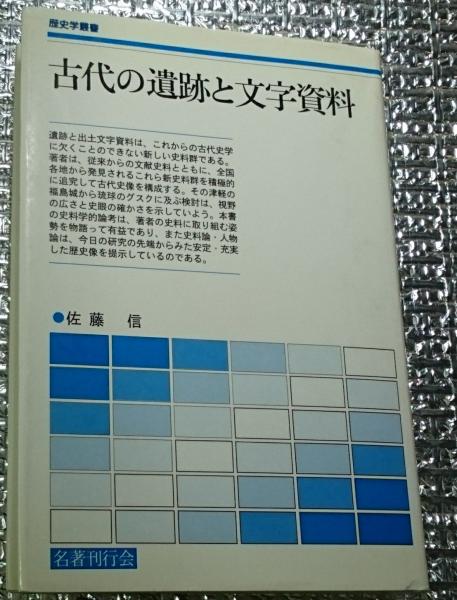 歴史学叢書
古代の遺跡と文字資料
遺跡と出土文字資料は、これからの古代史学
に欠くことのできない新しい史料群である。
著者は、従来からの文献史料とともに、全国
各地から発見されるこれら新史料群を積極的
に追究して古代史像を構成する。その津軽の
福島城から琉球のグスクに及ぶ検討は、視野
の広さと史眼の確かさを示していよう。本書
の史料学的論考は、著者の史料に取り組む姿
勢を物語って有益であり、また史料論・人物
論は、今日の研究の先端からみた安定・充実
した歴史像を提示しているのである。
●佐藤 信
名著刊行会